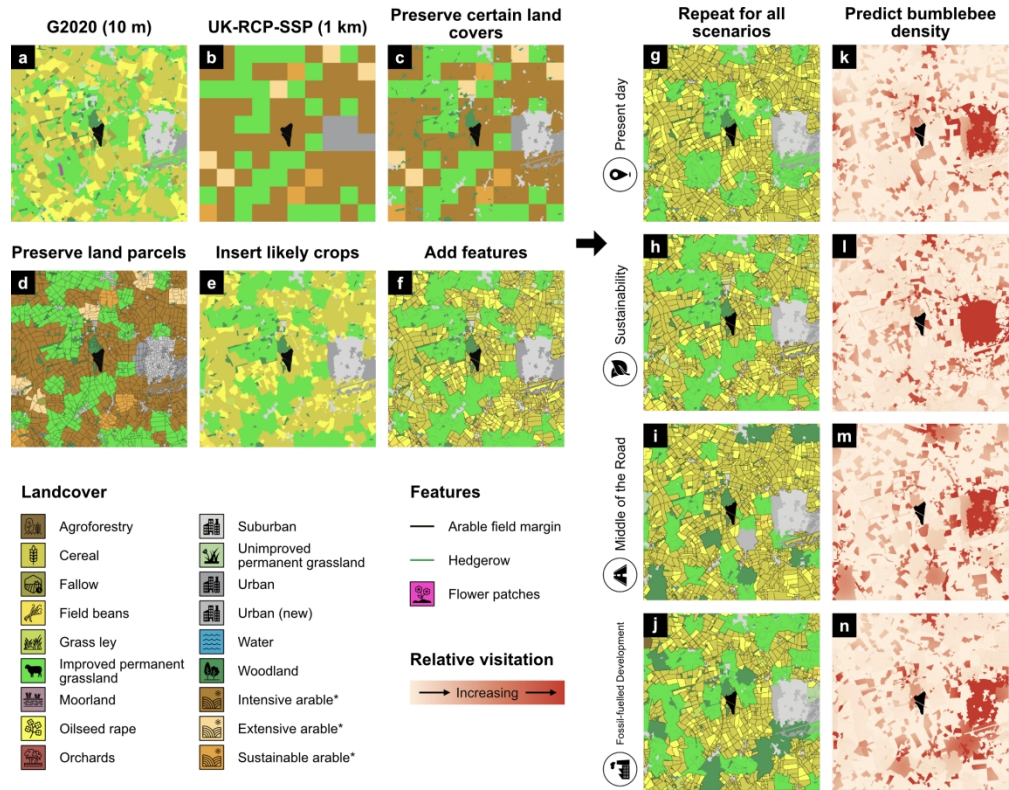 G2020 (10 m)
UK-RCP-SSP (1 km)
Preserve certain land
covers
a
b
c
Preserve land parcels
Insert likely crops
Add features
d
e
f
Repeat for all
scenarios
Predict bumblebee
density
Present day
g
k
Sustainability
h
l
Middle of the Road
i
m
Fossil-fuelled Development
j
n
Landcover
Agroforestry
Cereal
Fallow
Field beans
Grass ley
Improved permanent
grassland
Moorland
Oilseed rape
Orchards
Suburban
Unimproved
permanent grassland
Urban
Urban (new)
Water
Woodland
Intensive arable*
Extensive arable*
Sustainable arable*
Features
Arable field margin
Hedgerow
Flower patches
Relative visitation
Increasing